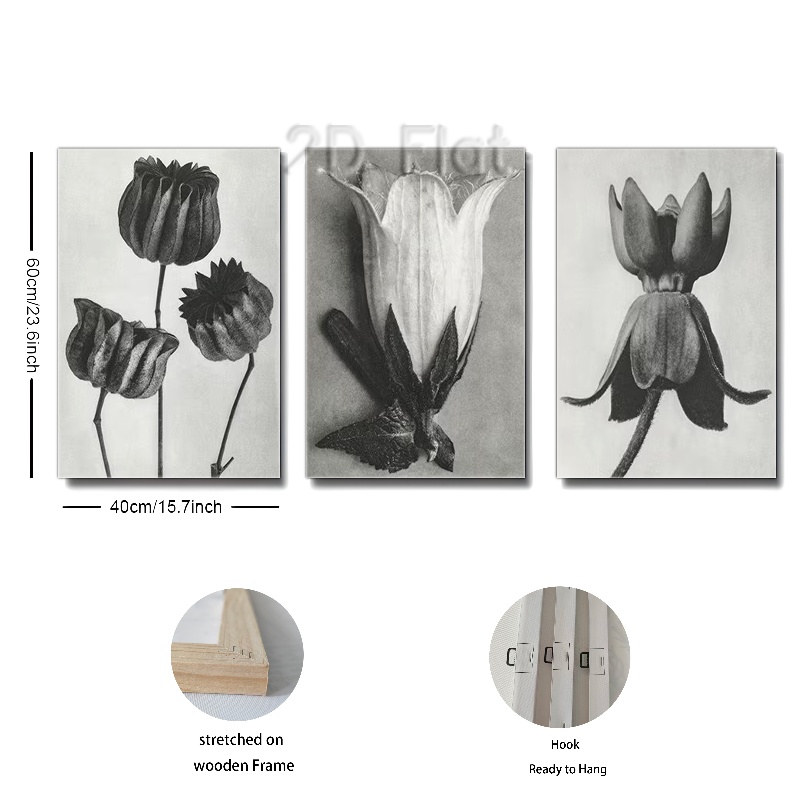 2D Flat
60cm/23.6inch
40cm/15.7inch
stretched on
wooden Frame
Hook
Ready to Hang